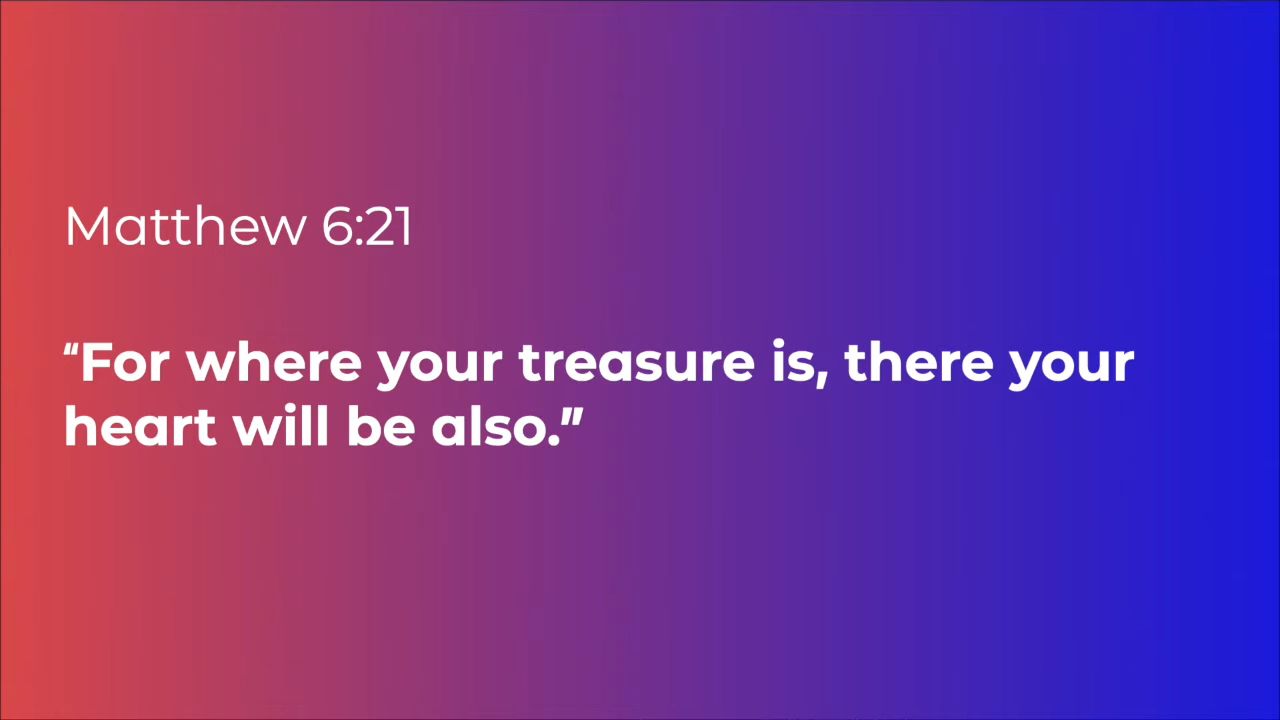 Matthew 6:21
“For where your treasure is, there your
heart will be also.”